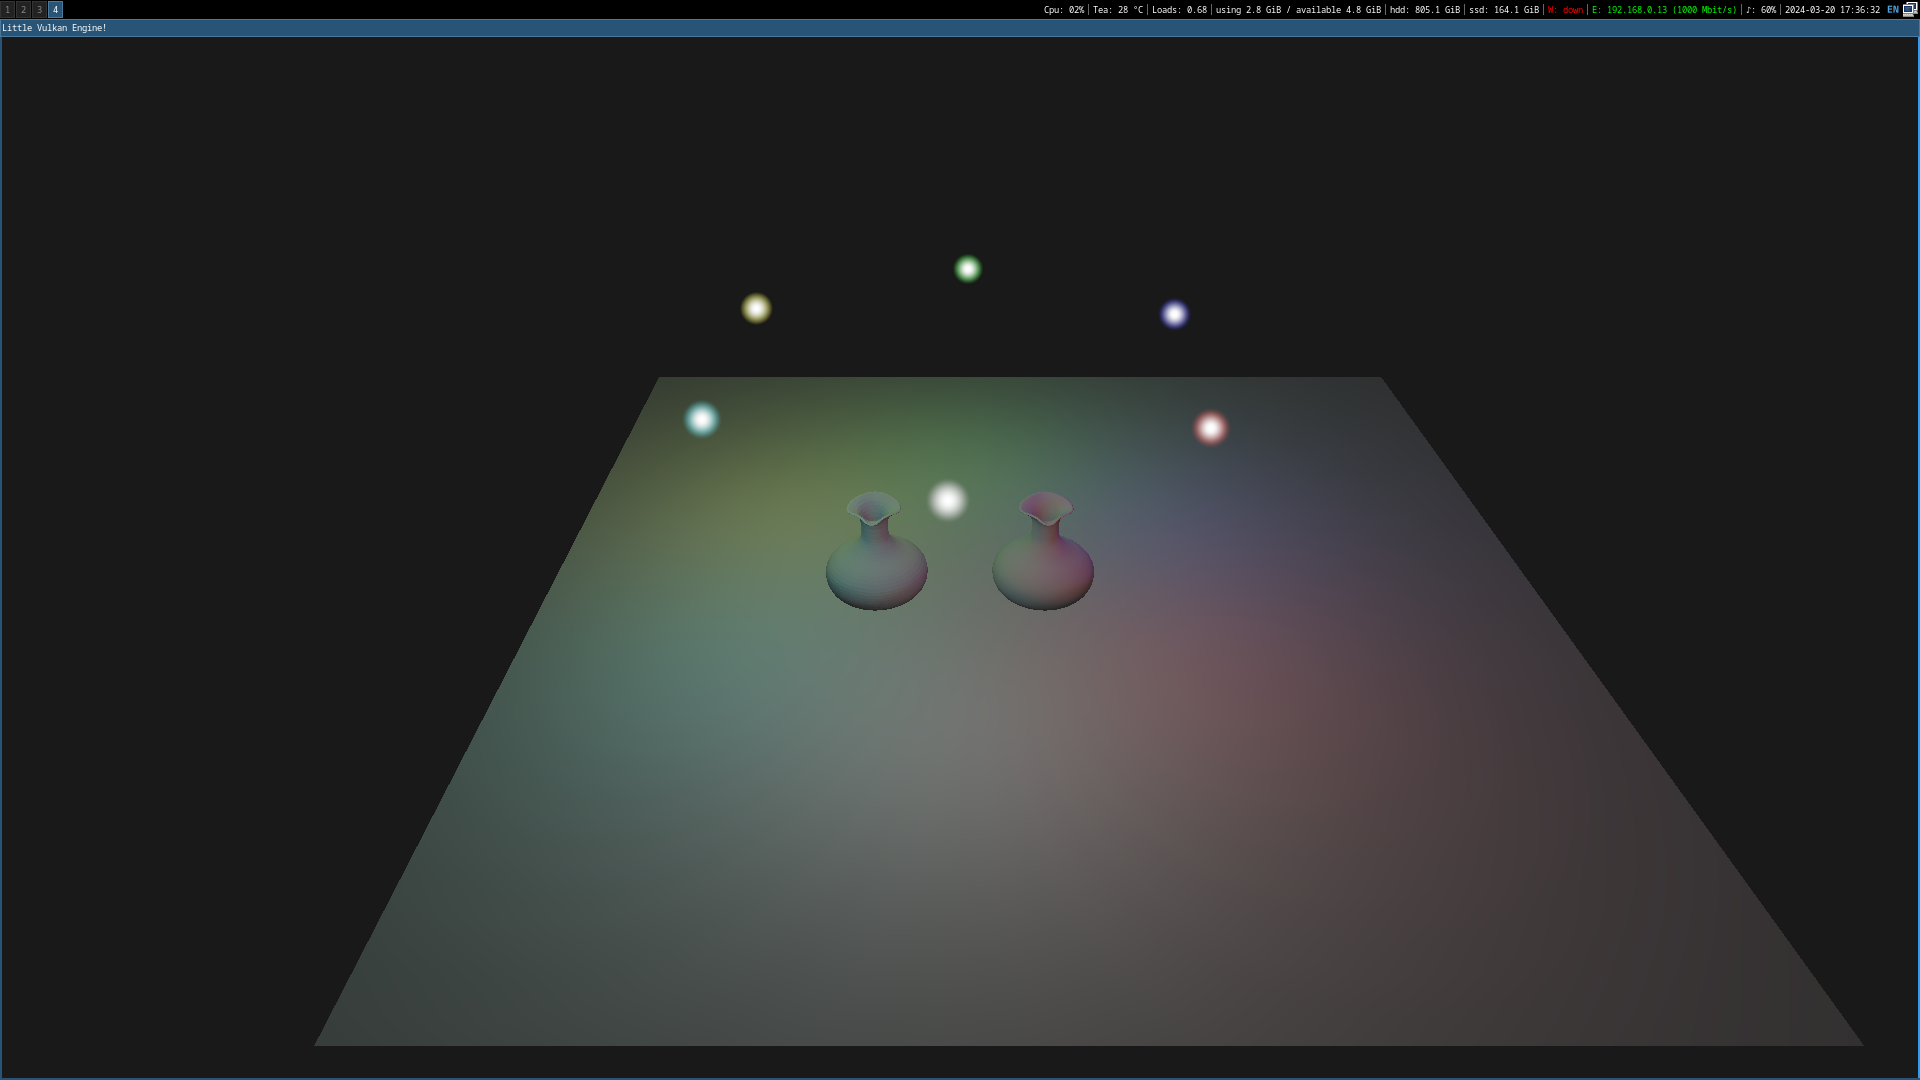 1 2 3 4 Cpu: 02% Tea: 28 °C Loads: 0.68 using 2.8 GiB / available 4.8 GiB hdd: 805.1 GiB ssd: 164.1 GiB W: down E: 192.168.0.13 (1000 Mbit/s) ♪: 60% 2024-03-20 17:36:32 EN
Little Vulkan Engine!